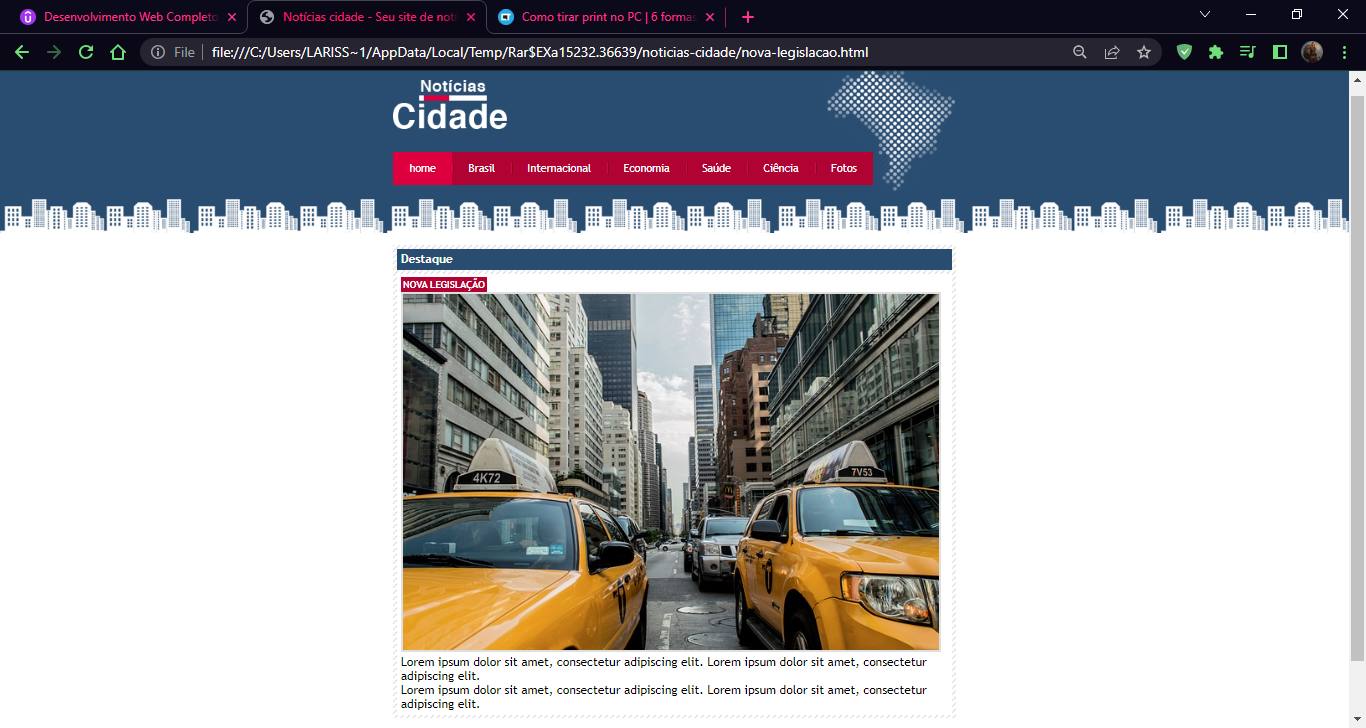 Desenvolvimento Web Completo
Notícias cidade - Seu site de notí
Como tirar print no PC | 6 formas
File
file:///C:/Users/LARISS~1/AppData/Local/Temp/Rar$EXa15232.36639/noticias-cidade/nova-legislacao.html
Notícias
Cidade
home Brasil Internacional Economia Saúde Ciência Fotos
Destaque
NOVA LEGISLAÇÃO
4K72
7V53
Lorem ipsum dolor sit amet, consectetur adipiscing elit. Lorem ipsum dolor sit amet, consectetur
adipiscing elit.
Lorem ipsum dolor sit amet, consectetur adipiscing elit. Lorem ipsum dolor sit amet, consectetur
adipiscing elit.